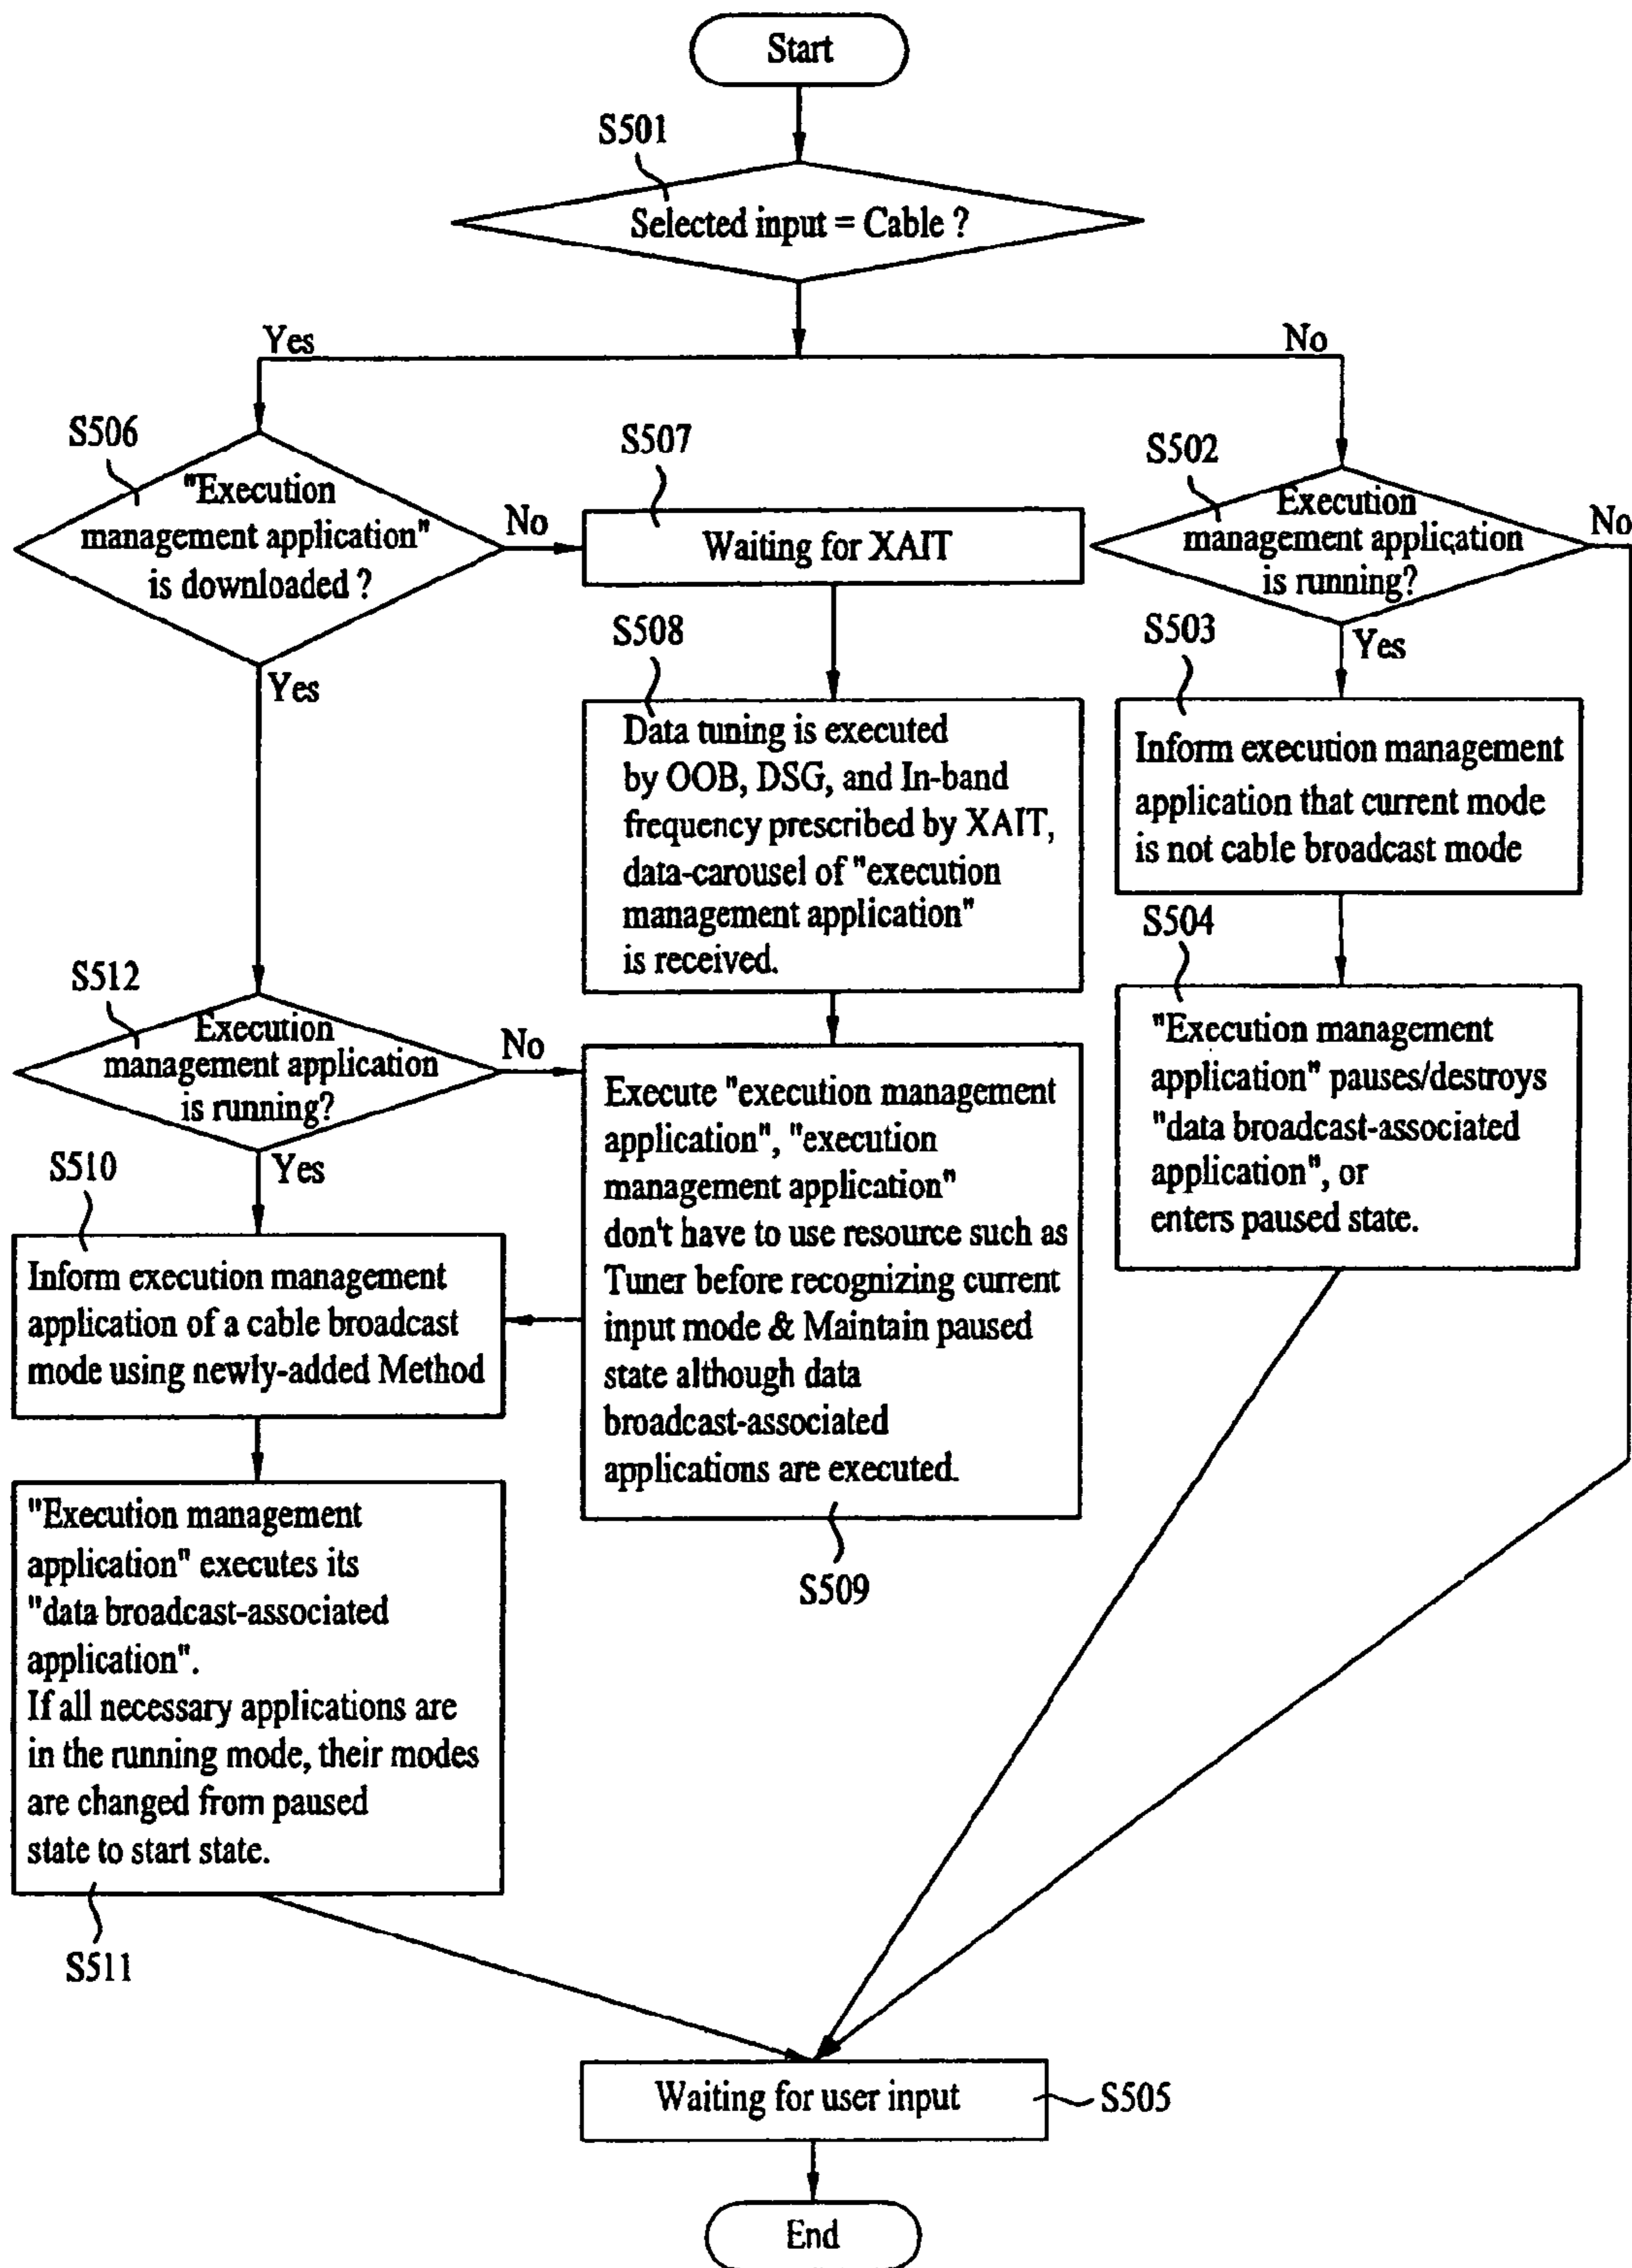 Start
S501
Selected input = Cable ?
Yes
No
S506
"Execution
management application"
is downloaded ?
No
Yes
S507
Waiting for XAIT
S502
Execution
management application
is running?
No
Yes
S508
Data tuning is executed
by OOB, DSG, and In-band
frequency prescribed by XAIT,
data-carousel of "execution
management application"
is received.
S503
Inform execution management
application that current mode
is not cable broadcast mode
S504
"Execution management
application" pauses/destroys
"data broadcast-associated
application", or
enters paused state.
S512
Execution
management application
is running?
No
Yes
Execute "execution management
application", "execution
management application"
don't have to use resource such as
Tuner before recognizing current
input mode & Maintain paused
state although data
broadcast-associated
applications are executed.
S509
S510
Inform execution management
application of a cable broadcast
mode using newly-added Method
"Execution management
application" executes its
"data broadcast-associated
application".
If all necessary applications are
in the running mode, their modes
are changed from paused
state to start state.
S511
Waiting for user input
S505
End